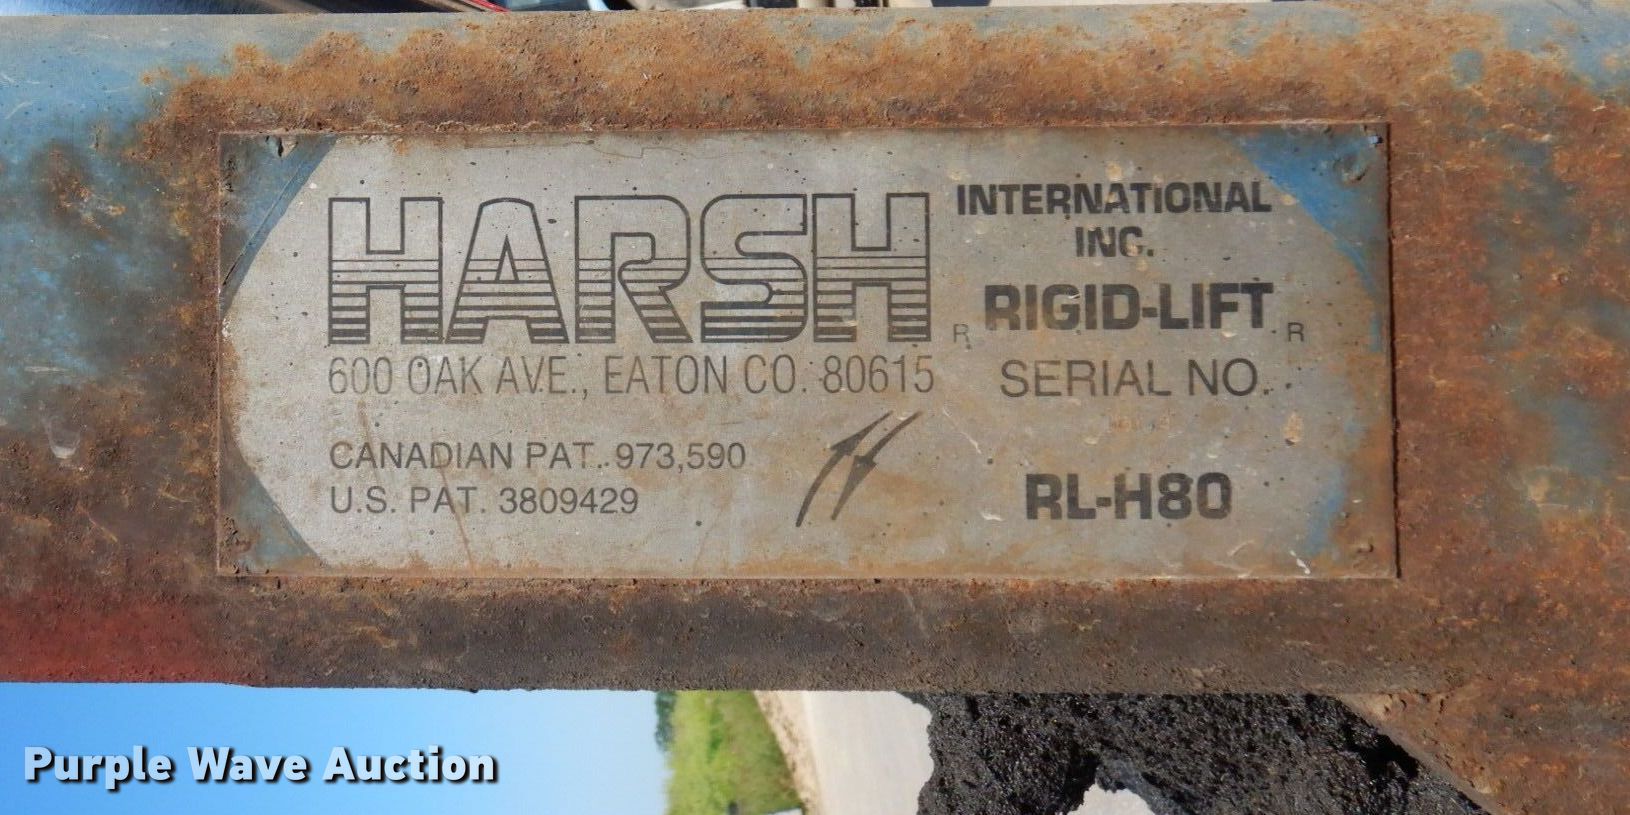 HARSH
INTERNATIONAL
INC.
R RIGID-LIFT R
600 OAK AVE., EATON CO. 80615
SERIAL NO.
CANADIAN PAT. 973,590
U.S. PAT. 3809429
RL-H80
Purple Wave Auction